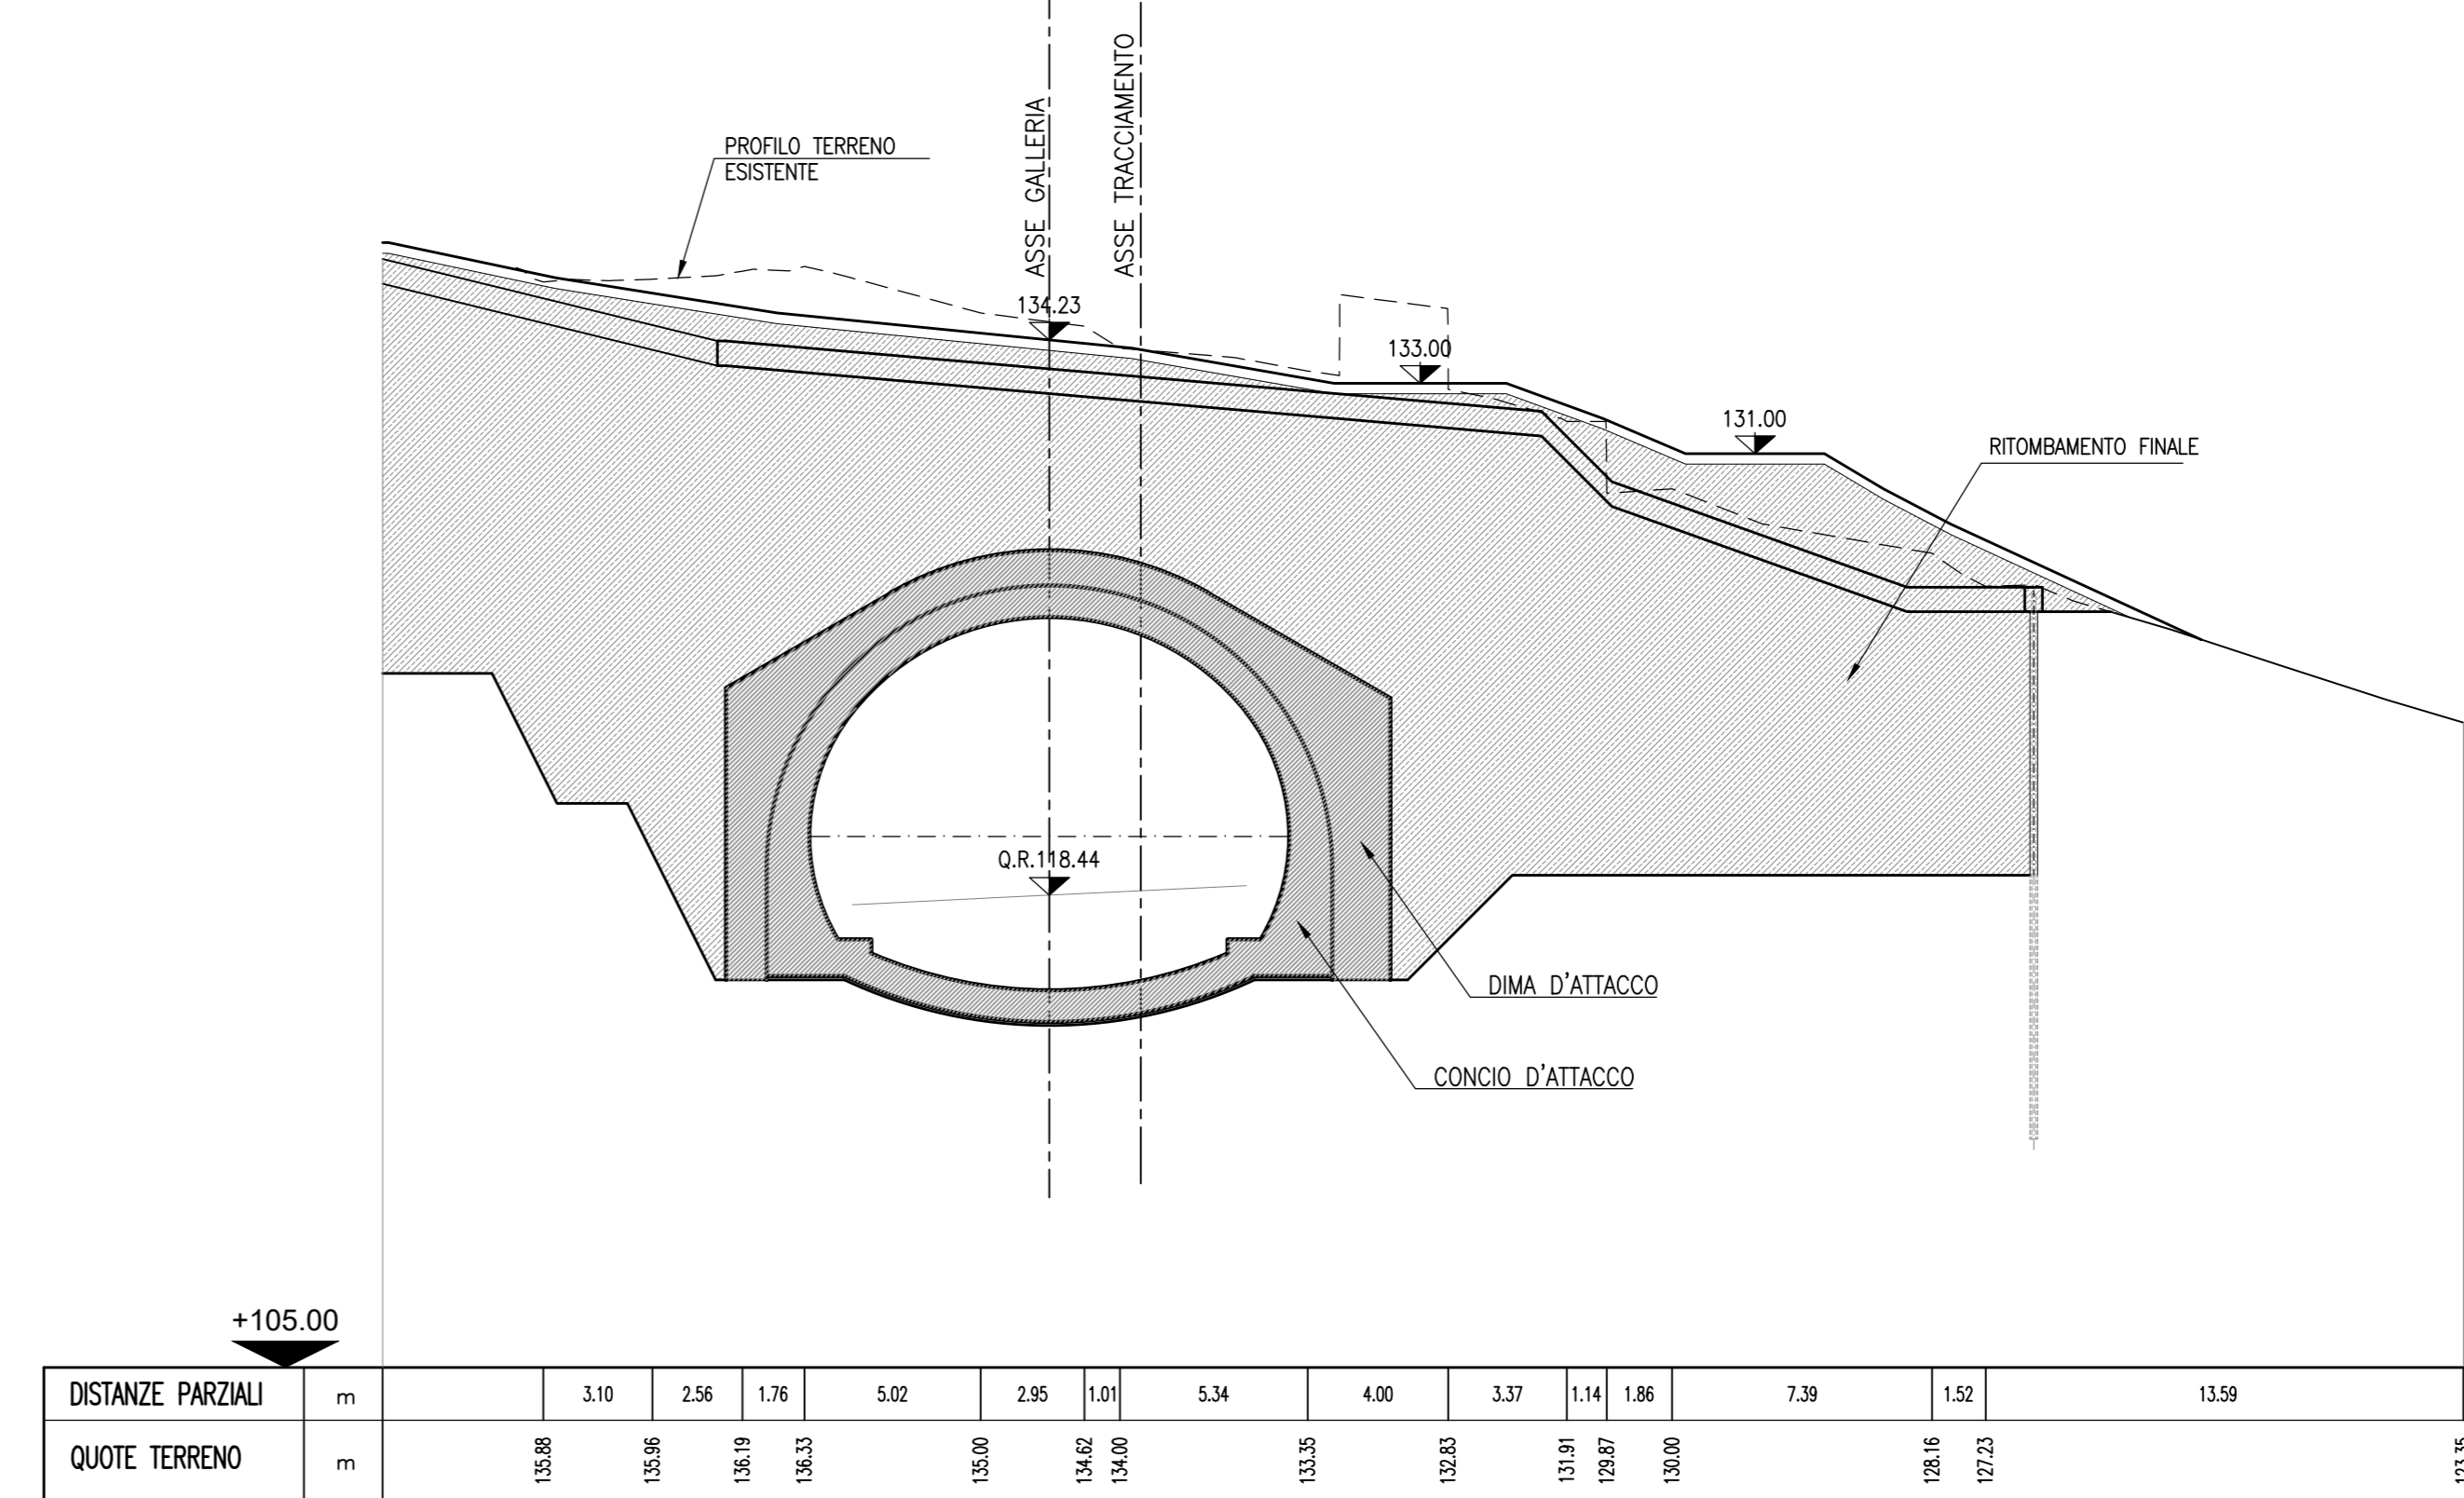 ASSE GALLERIA
ASSE TRACCIAMENTO
PROFILO TERRENO
ESISTENTE
134.23
133.00
131.00
RITOMBAMENTO FINALE
Q.R.118.44
DIMA D'ATTACCO
CONCIO D'ATTACCO
+105.00
DISTANZE PARZIALI m 3.10 2.56 1.76 5.02 2.95 1.01 5.34 4.00 3.37 1.14 1.86 7.39 1.52 13.59
QUOTE TERRENO m 135.88 135.96 136.19 136.33 135.00 134.62 134.00 133.35 132.83 131.91 129.87 130.00 128.16 127.23 123.35